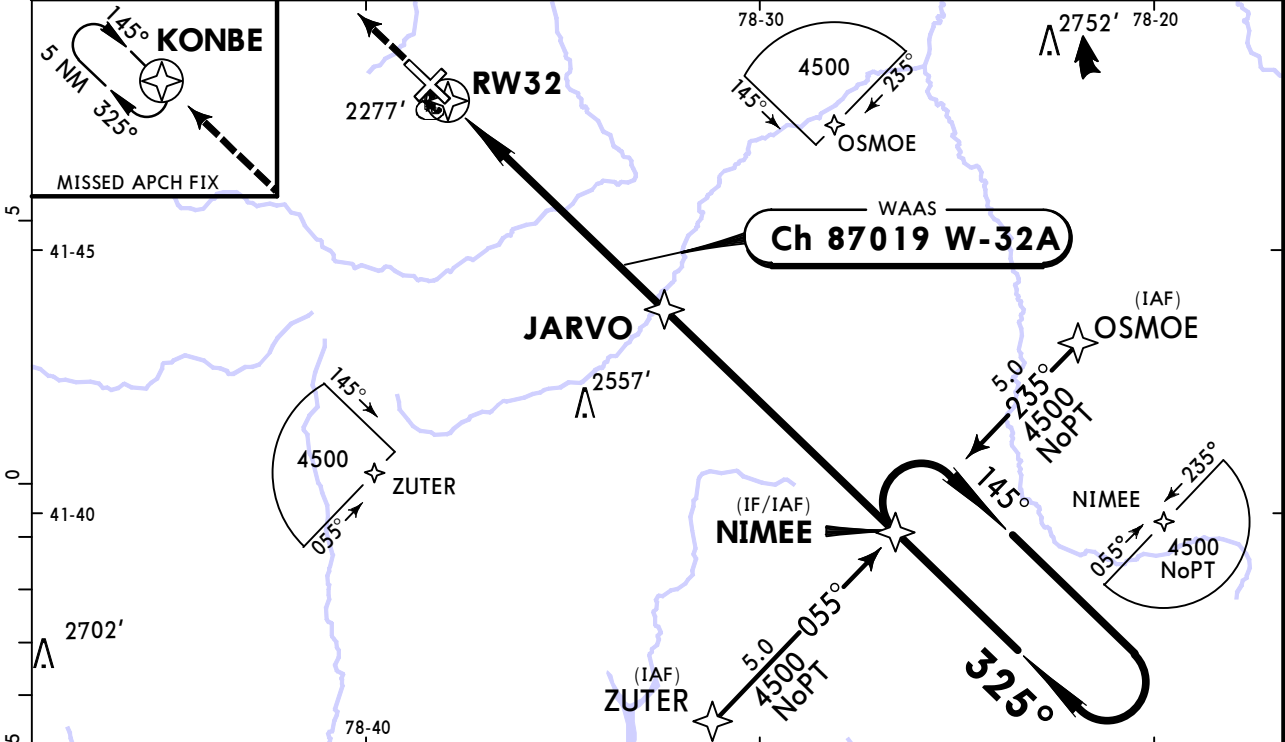 145°
KONBE
5 NM
325°
MISSED APCH FIX
RW32
2277'
78-30
78-20
2752'
4500
145°
235°
OSMOE
WAAS
Ch 87019 W-32A
5
41-45
JARVO
(IAF)
OSMOE
5.0
235°
4500
NoPT
2557'
145°
4500
ZUTER
055°
0
41-40
(IF/IAF)
NIMEE
145°
NIMEE
235°
055°
4500
NoPT
055°
5.0
4500
NoPT
(IAF)
ZUTER
325°
2702'
78-40
5